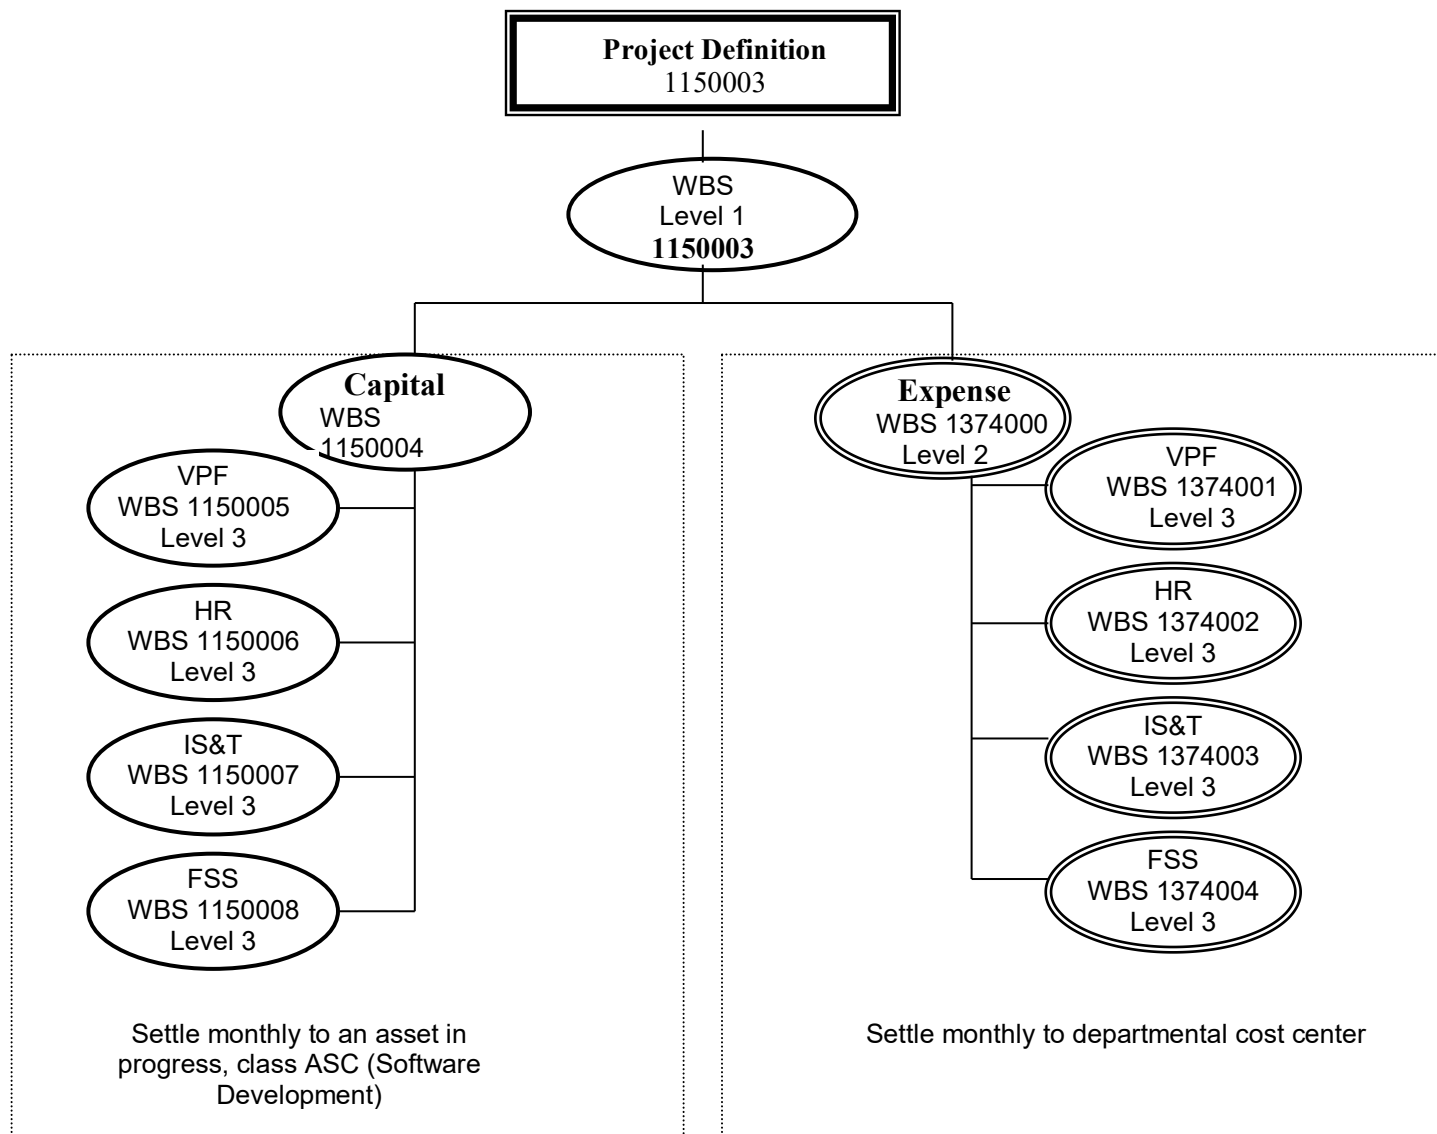 Project Definition
1150003
WBS
Level 1
1150003
Capital
WBS
1150004
VPF
WBS 1150005
Level 3
HR
WBS 1150006
Level 3
IS&T
WBS 1150007
Level 3
FSS
WBS 1150008
Level 3
Settle monthly to an asset in
progress, class ASC (Software
Development)
Expense
WBS 1374000
Level 2
VPF
WBS 1374001
Level 3
HR
WBS 1374002
Level 3
IS&T
WBS 1374003
Level 3
FSS
WBS 1374004
Level 3
Settle monthly to departmental cost center